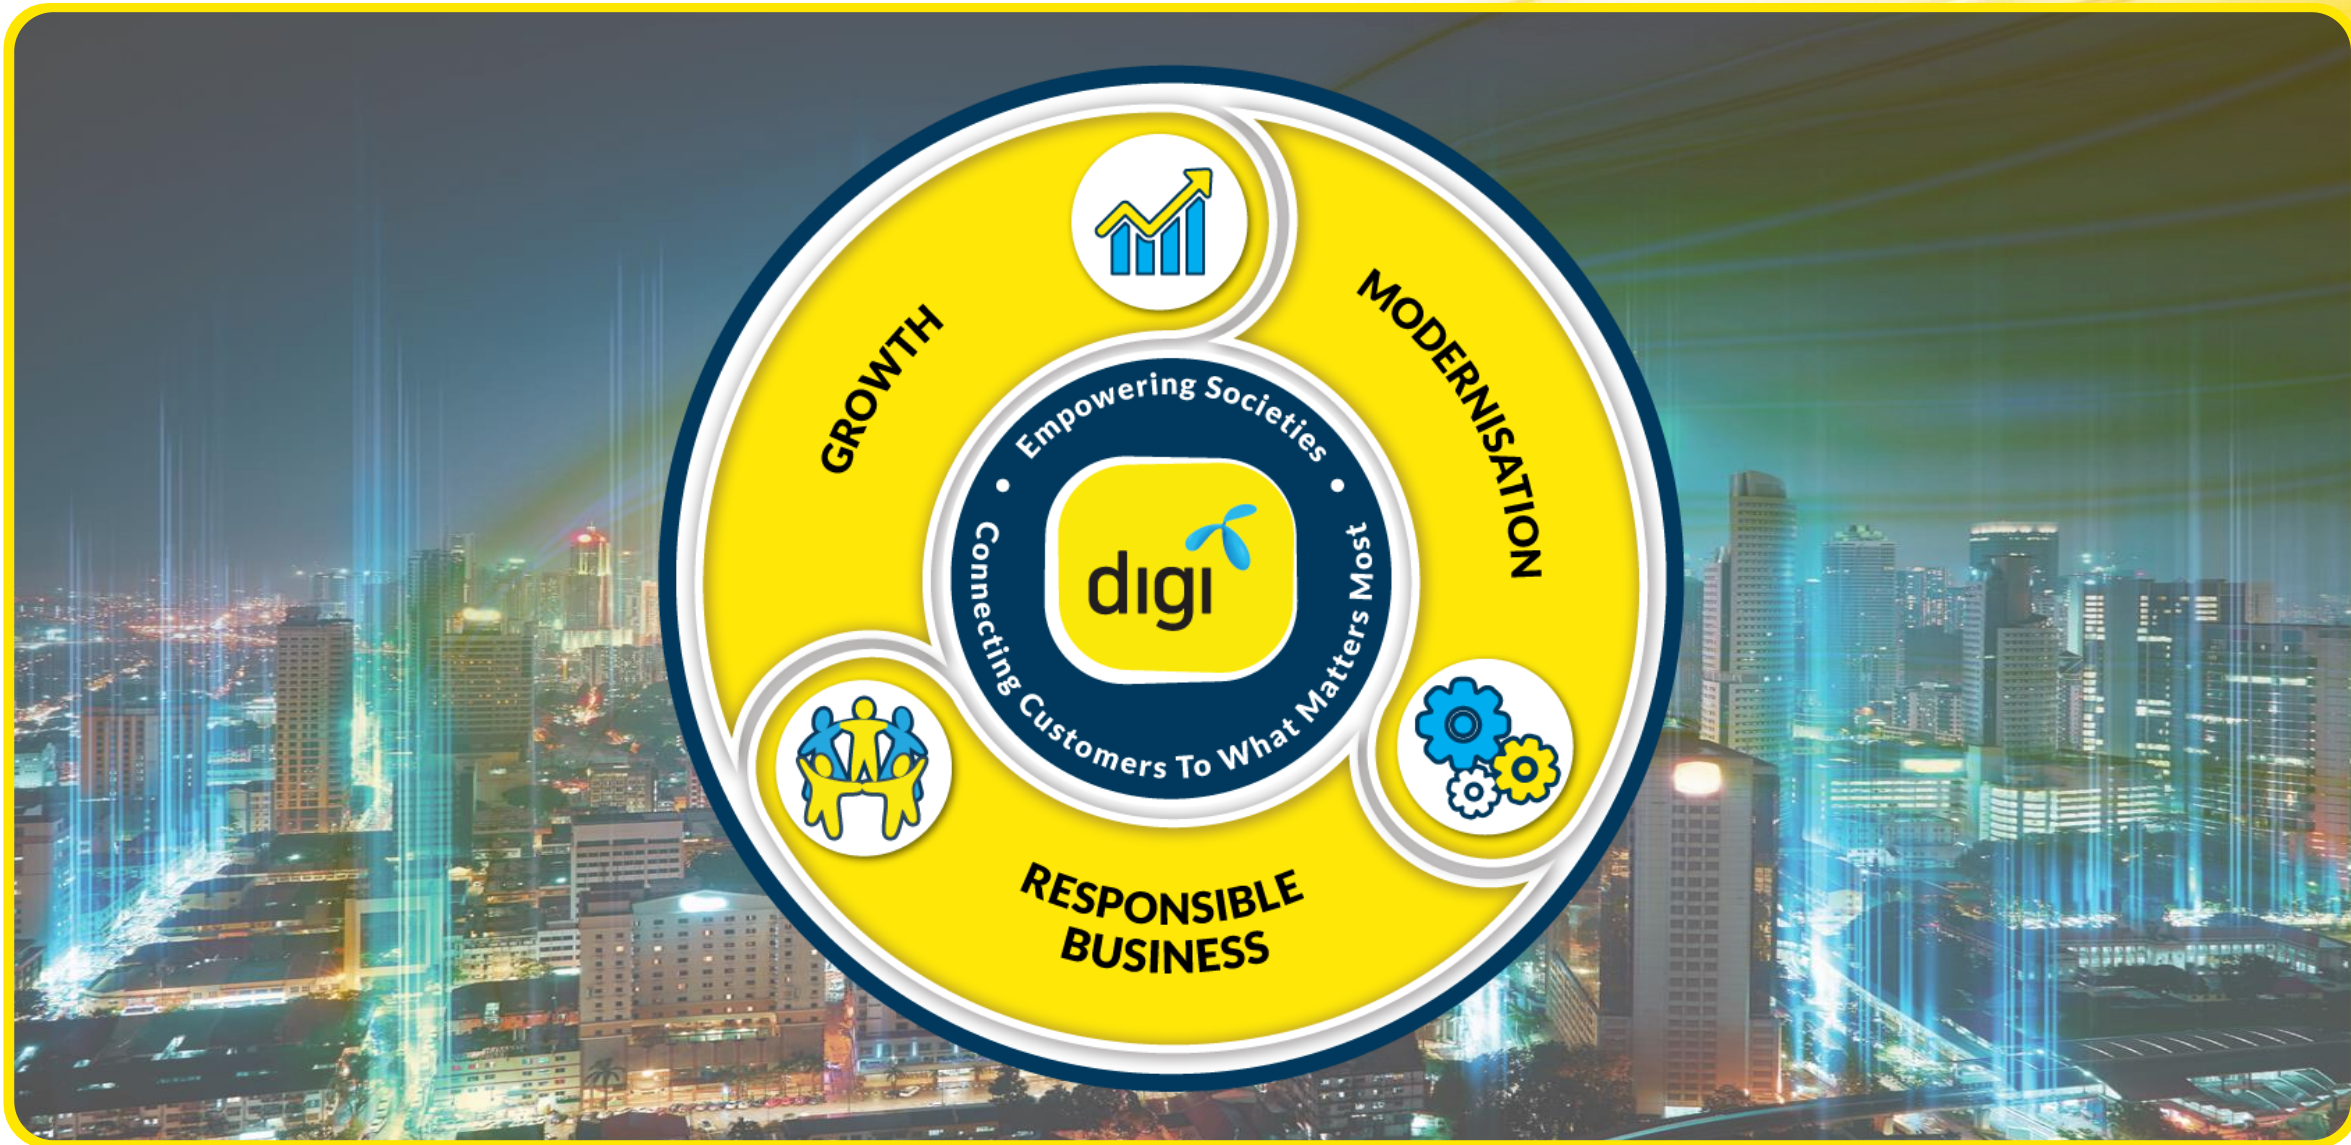 GROWTH
MODERNISATION
Empowering Societies
Connecting Customers To What Matters Most
digi
RESPONSIBLE
BUSINESS